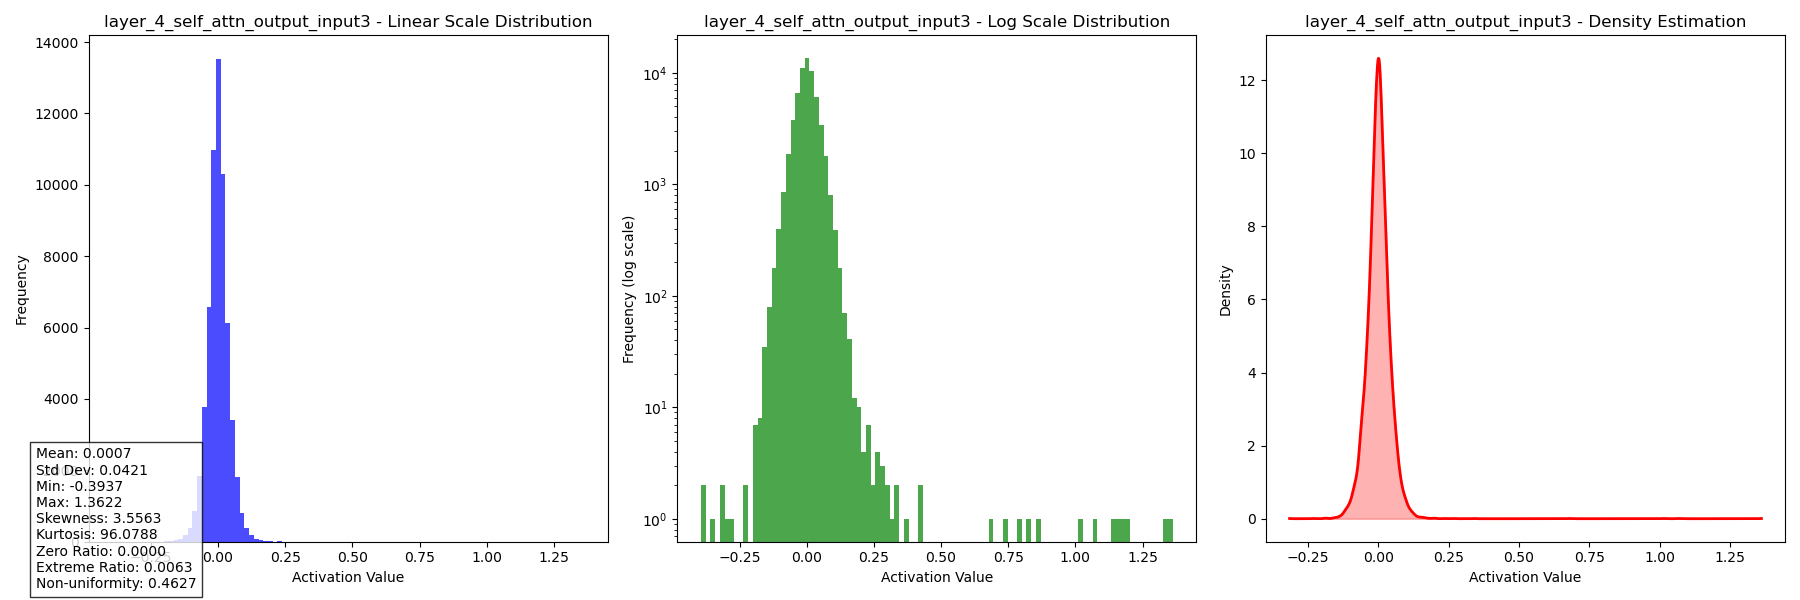 layer_4_self_attn_output_input3 - Linear Scale Distribution
14000
12000
10000
8000
6000
4000
Frequency
0.00
0.25
0.50
0.75
1.00
1.25
Activation Value
Mean: 0.0007
Std Dev: 0.0421
Min: -0.3937
Max: 1.3622
Skewness: 3.5563
Kurtosis: 96.0788
Zero Ratio: 0.0000
Extreme Ratio: 0.0063
Non-uniformity: 0.4627
layer_4_self_attn_output_input3 - Log Scale Distribution
10^4
10^3
10^2
10^1
10^0
Frequency (log scale)
−0.25
0.00
0.25
0.50
0.75
1.00
1.25
Activation Value
layer_4_self_attn_output_input3 - Density Estimation
12
10
8
6
4
2
0
Density
−0.25
0.00
0.25
0.50
0.75
1.00
1.25
Activation Value